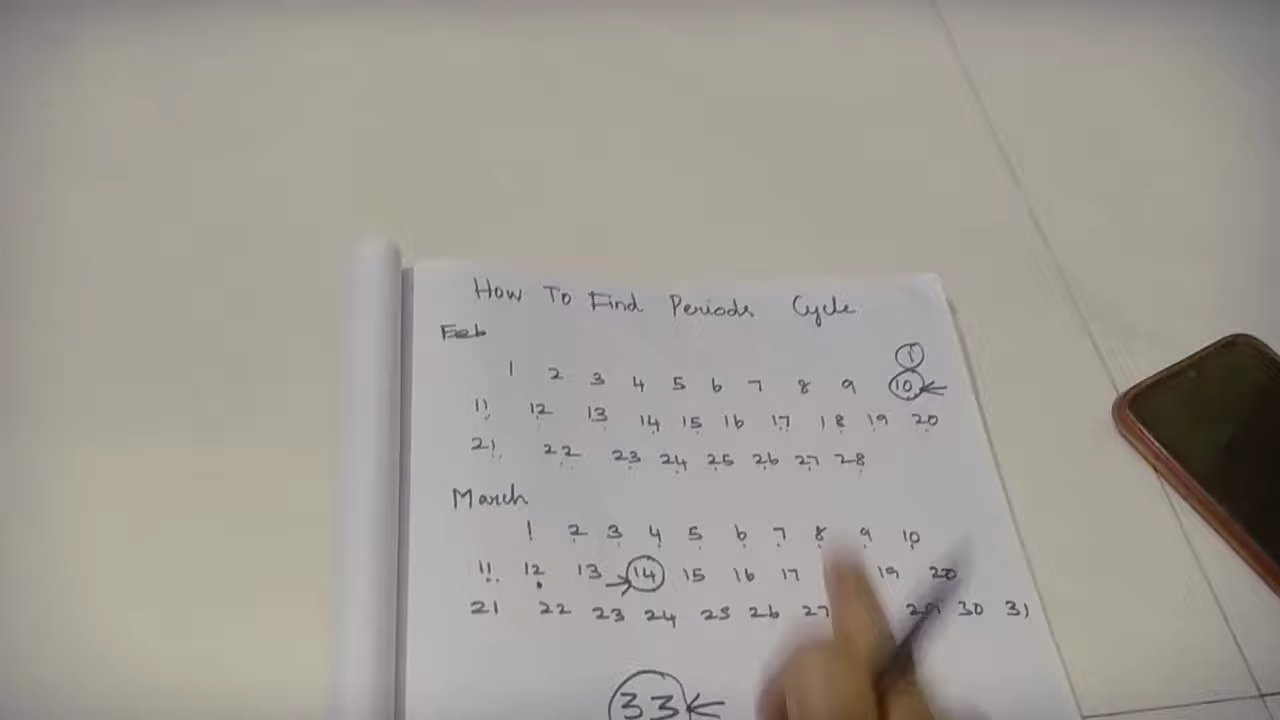 How To Find Periods Cycle
Feb
1
1 2 3 4 5 6 7 8 9 10
11 12 13 14 15 16 17 18 19 20
21 22 23 24 25 26 27 28
March
1 2 3 4 5 6 7 8 9 10
11 12 13 14 15 16 17 19 20
21 22 23 24 25 26 27 29 30 31
33